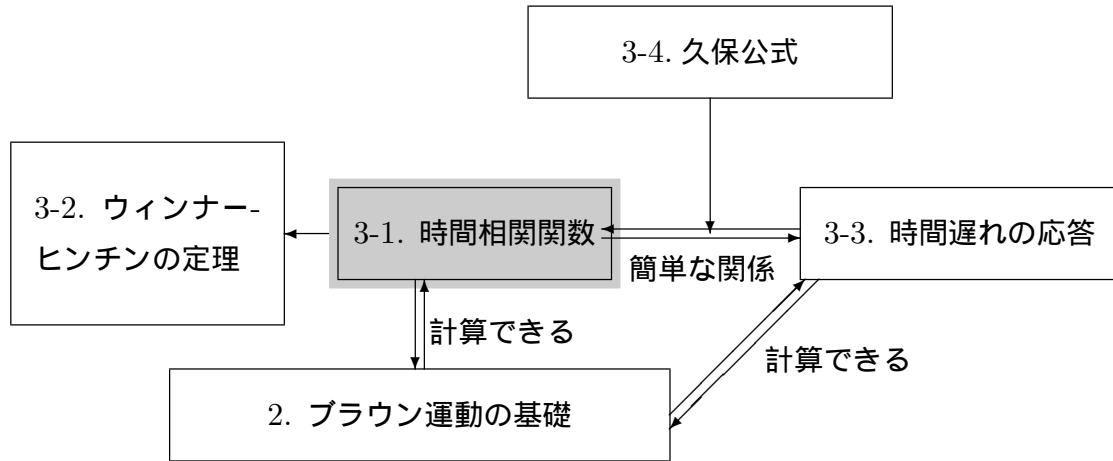 3-4. 久保公式
3-2. ウィンナー-
ヒンチンの定理
3-1. 時間相関関数
3-3. 時間遅れの応答
簡単な関係
計算できる
計算できる
2. ブラウン運動の基礎